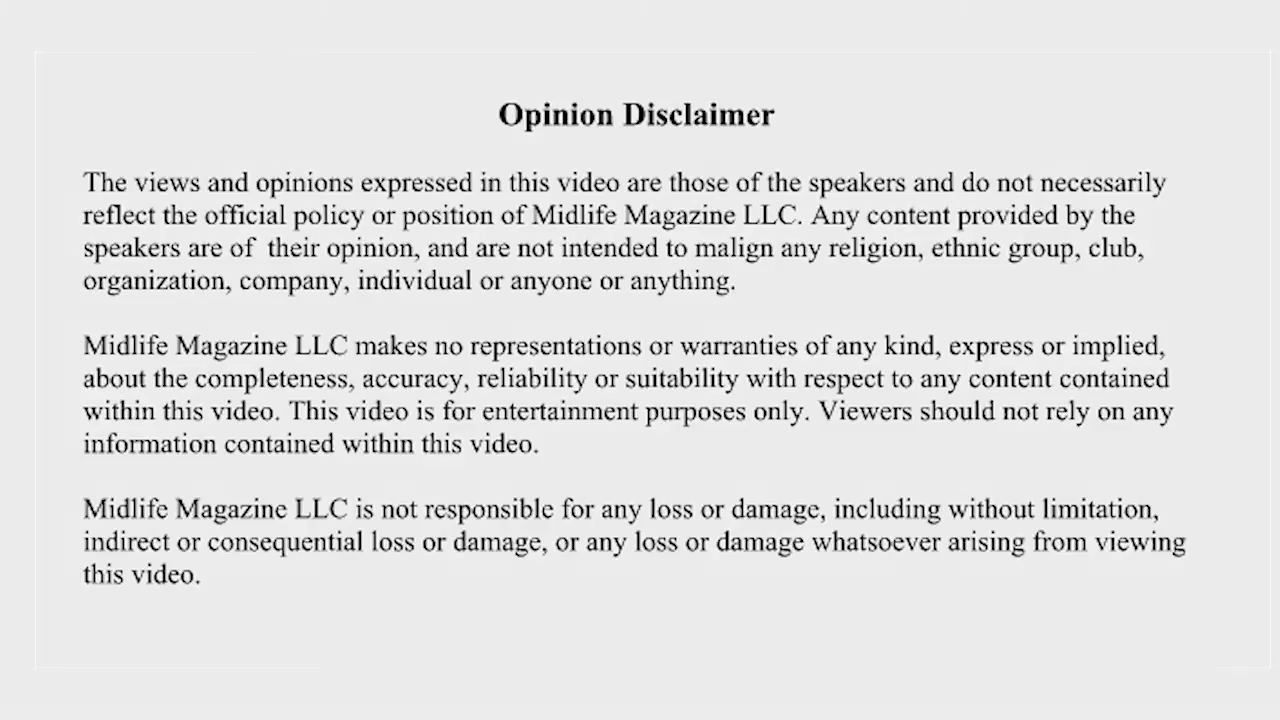 Opinion Disclaimer
The views and opinions expressed in this video are those of the speakers and do not necessarily
reflect the official policy or position of Midlife Magazine LLC. Any content provided by the
speakers are of  their opinion, and are not intended to malign any religion, ethnic group, club,
organization, company, individual or anyone or anything.
Midlife Magazine LLC makes no representations or warranties of any kind, express or implied,
about the completeness, accuracy, reliability or suitability with respect to any content contained
within this video. This video is for entertainment purposes only. Viewers should not rely on any
information contained within this video.
Midlife Magazine LLC is not responsible for any loss or damage, including without limitation,
indirect or consequential loss or damage, or any loss or damage whatsoever arising from viewing
this video.